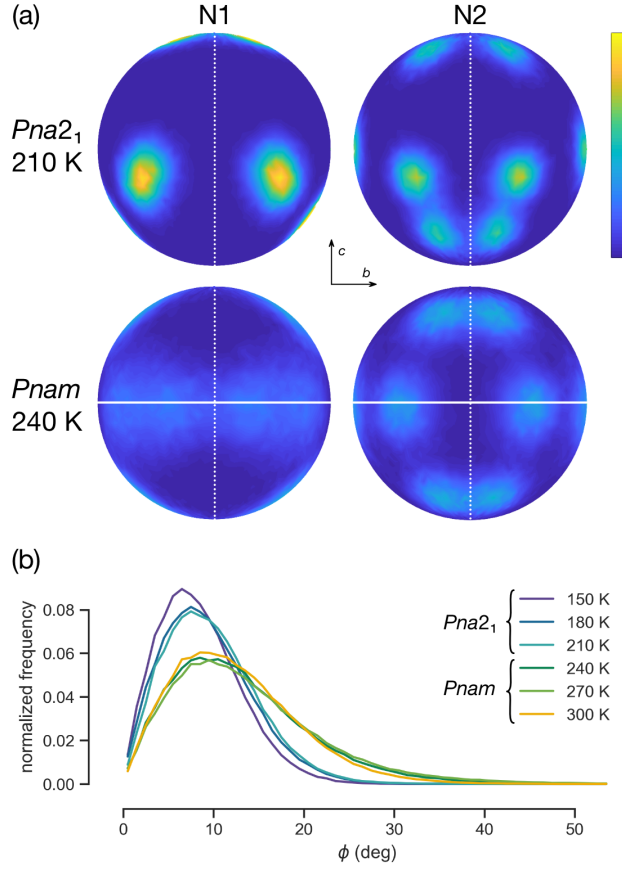 (a)
N1 N2
Pna2₁
210 K
c
b
Pnam
240 K
(b)
normalized frequency
0.08
0.06
0.04
0.02
0.00
0 10 20 30 40 50
ϕ (deg)
Pna2₁
150 K
180 K
210 K
Pnam
240 K
270 K
300 K